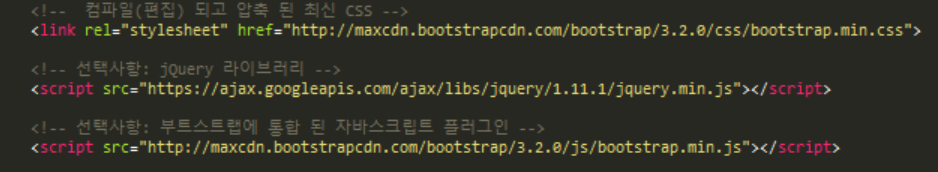 <!--  컴파일(편집) 되고 압축 된 최신 CSS -->
<link rel="stylesheet" href="http://maxcdn.bootstrapcdn.com/bootstrap/3.2.0/css/bootstrap.min.css">
<!-- 선택사항: jQuery 라이브러리 -->
<script src="https://ajax.googleapis.com/ajax/libs/jquery/1.11.1/jquery.min.js"></script>
<!-- 선택사항: 부트스트랩에 통합 된 자바스크립트 플러그인 -->
<script src="http://maxcdn.bootstrapcdn.com/bootstrap/3.2.0/js/bootstrap.min.js"></script>